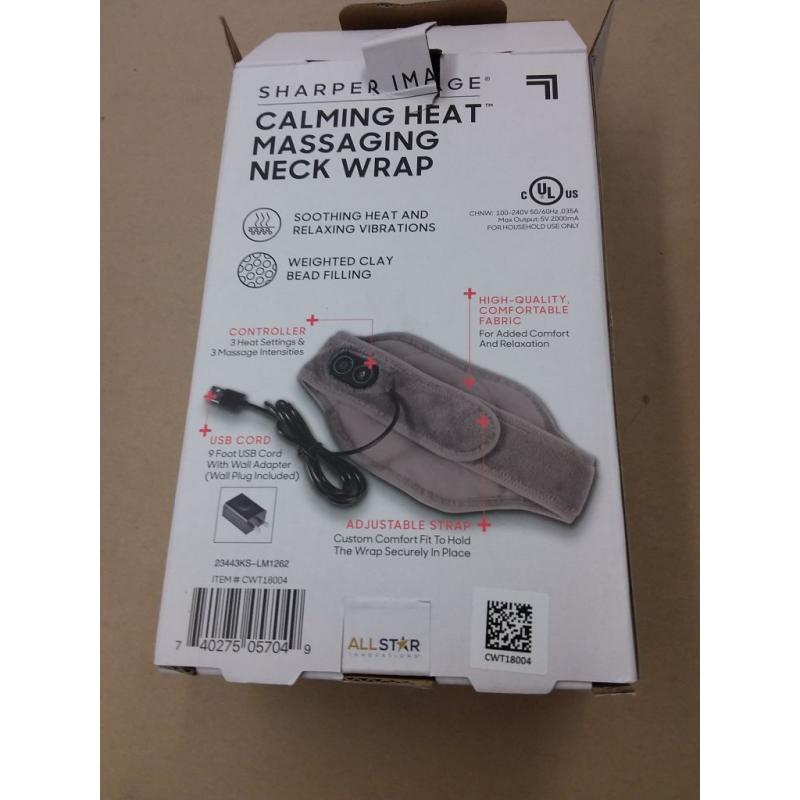 SHARPER IMAGE®
CALMING HEAT™
MASSAGING
NECK WRAP
SOOTHING HEAT AND
RELAXING VIBRATIONS
WEIGHTED CLAY
BEAD FILLING
C UL US
CHNW: 100-240V 50/60Hz .035A
Max Output: 5V 2000mA
FOR HOUSEHOLD USE ONLY
HIGH-QUALITY,
COMFORTABLE
FABRIC
For Added Comfort
And Relaxation
CONTROLLER
3 Heat Settings &
3 Massage Intensities
USB CORD
9 Foot USB Cord
With Wall Adapter
(Wall Plug Included)
ADJUSTABLE STRAP
Custom Comfort Fit To Hold
The Wrap Securely In Place
23443KS-LM1262
ITEM # CWT18004
7 40275 05704 9
ALLSTAR
INNOVATIONS
CWT18004